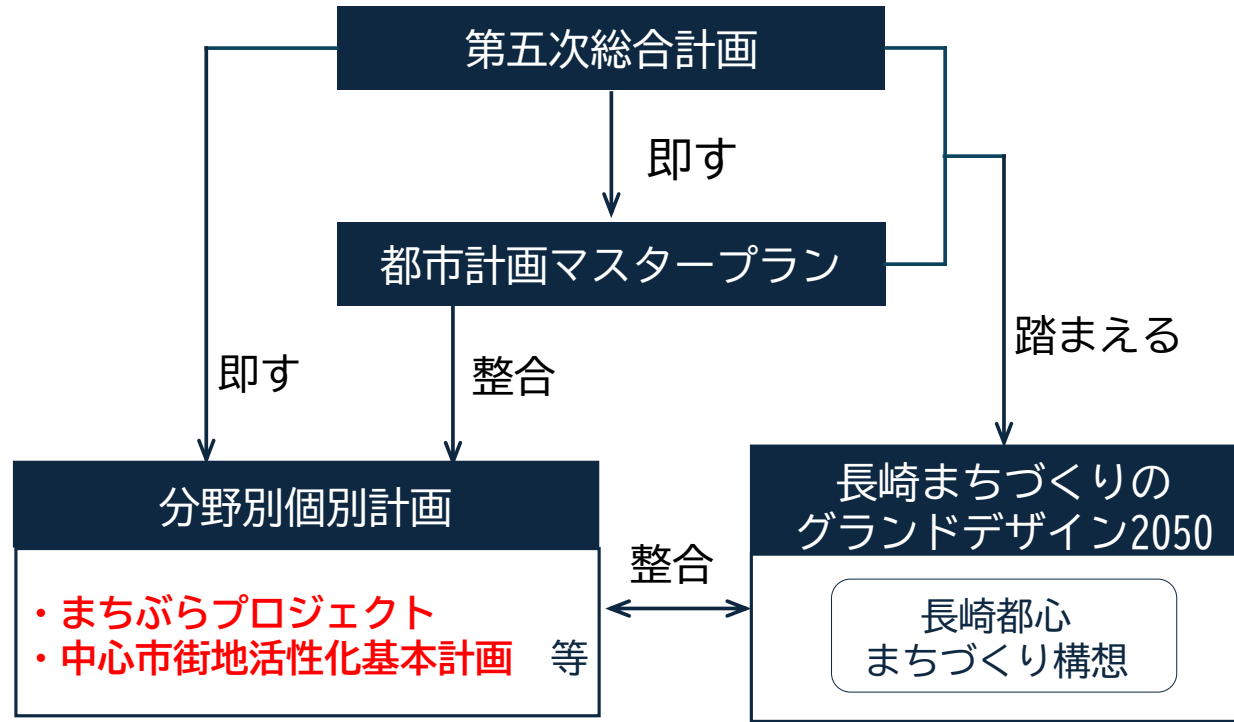 第五次総合計画
即す
都市計画マスタープラン
踏まえる
即す
整合
分野別個別計画
・まちぶらプロジェクト
・中心市街地活性化基本計画　等
整合
長崎まちづくりの
グランドデザイン2050
長崎都心
まちづくり構想